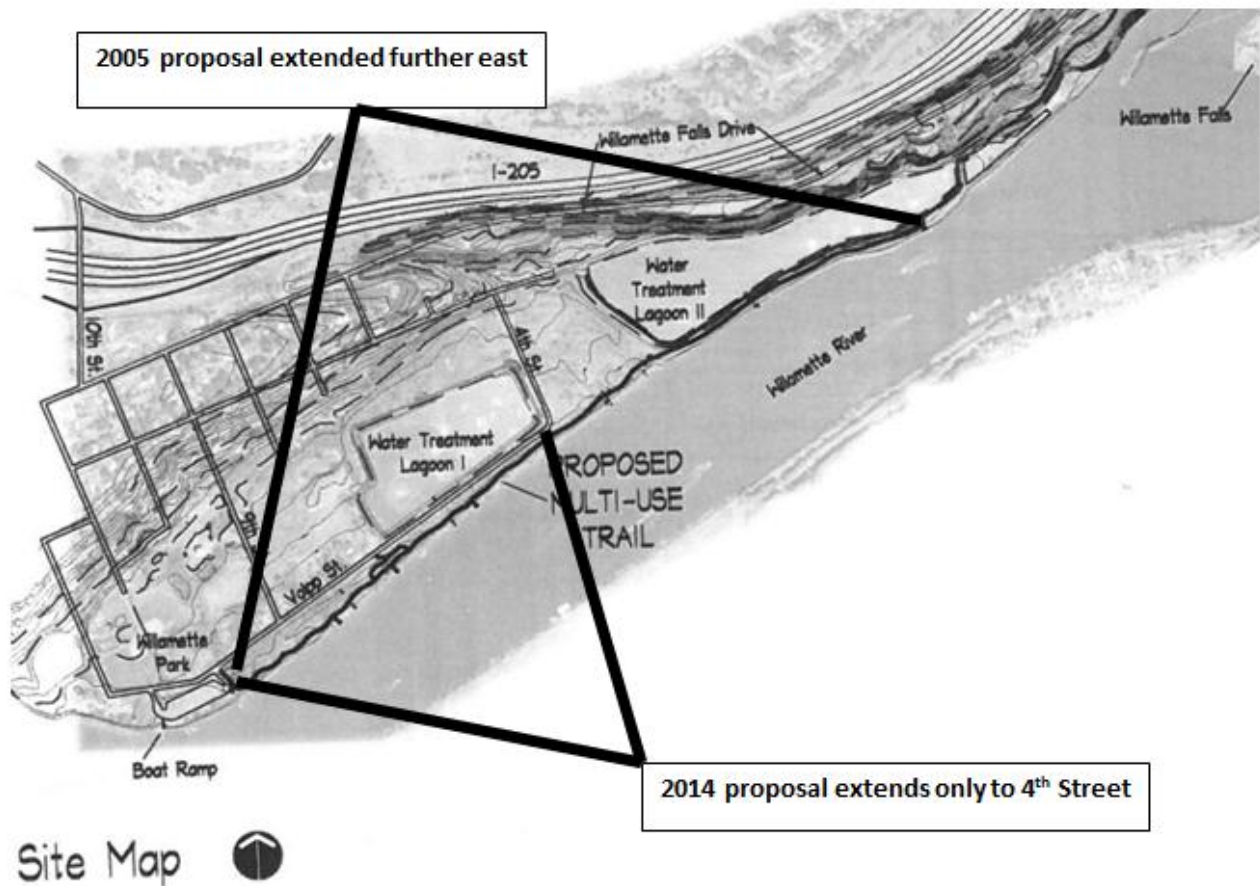 2005 proposal extended further east
Willamette Falls
Willamette Falls Drive
I-205
Water
Treatment
Lagoon II
10th St.
4th St.
Willamette River
Water Treatment
Lagoon I
PROPOSED
MULTI-USE
TRAIL
9th
Volpp St.
Willamette
Park
Boat Ramp
2014 proposal extends only to 4th Street
Site Map